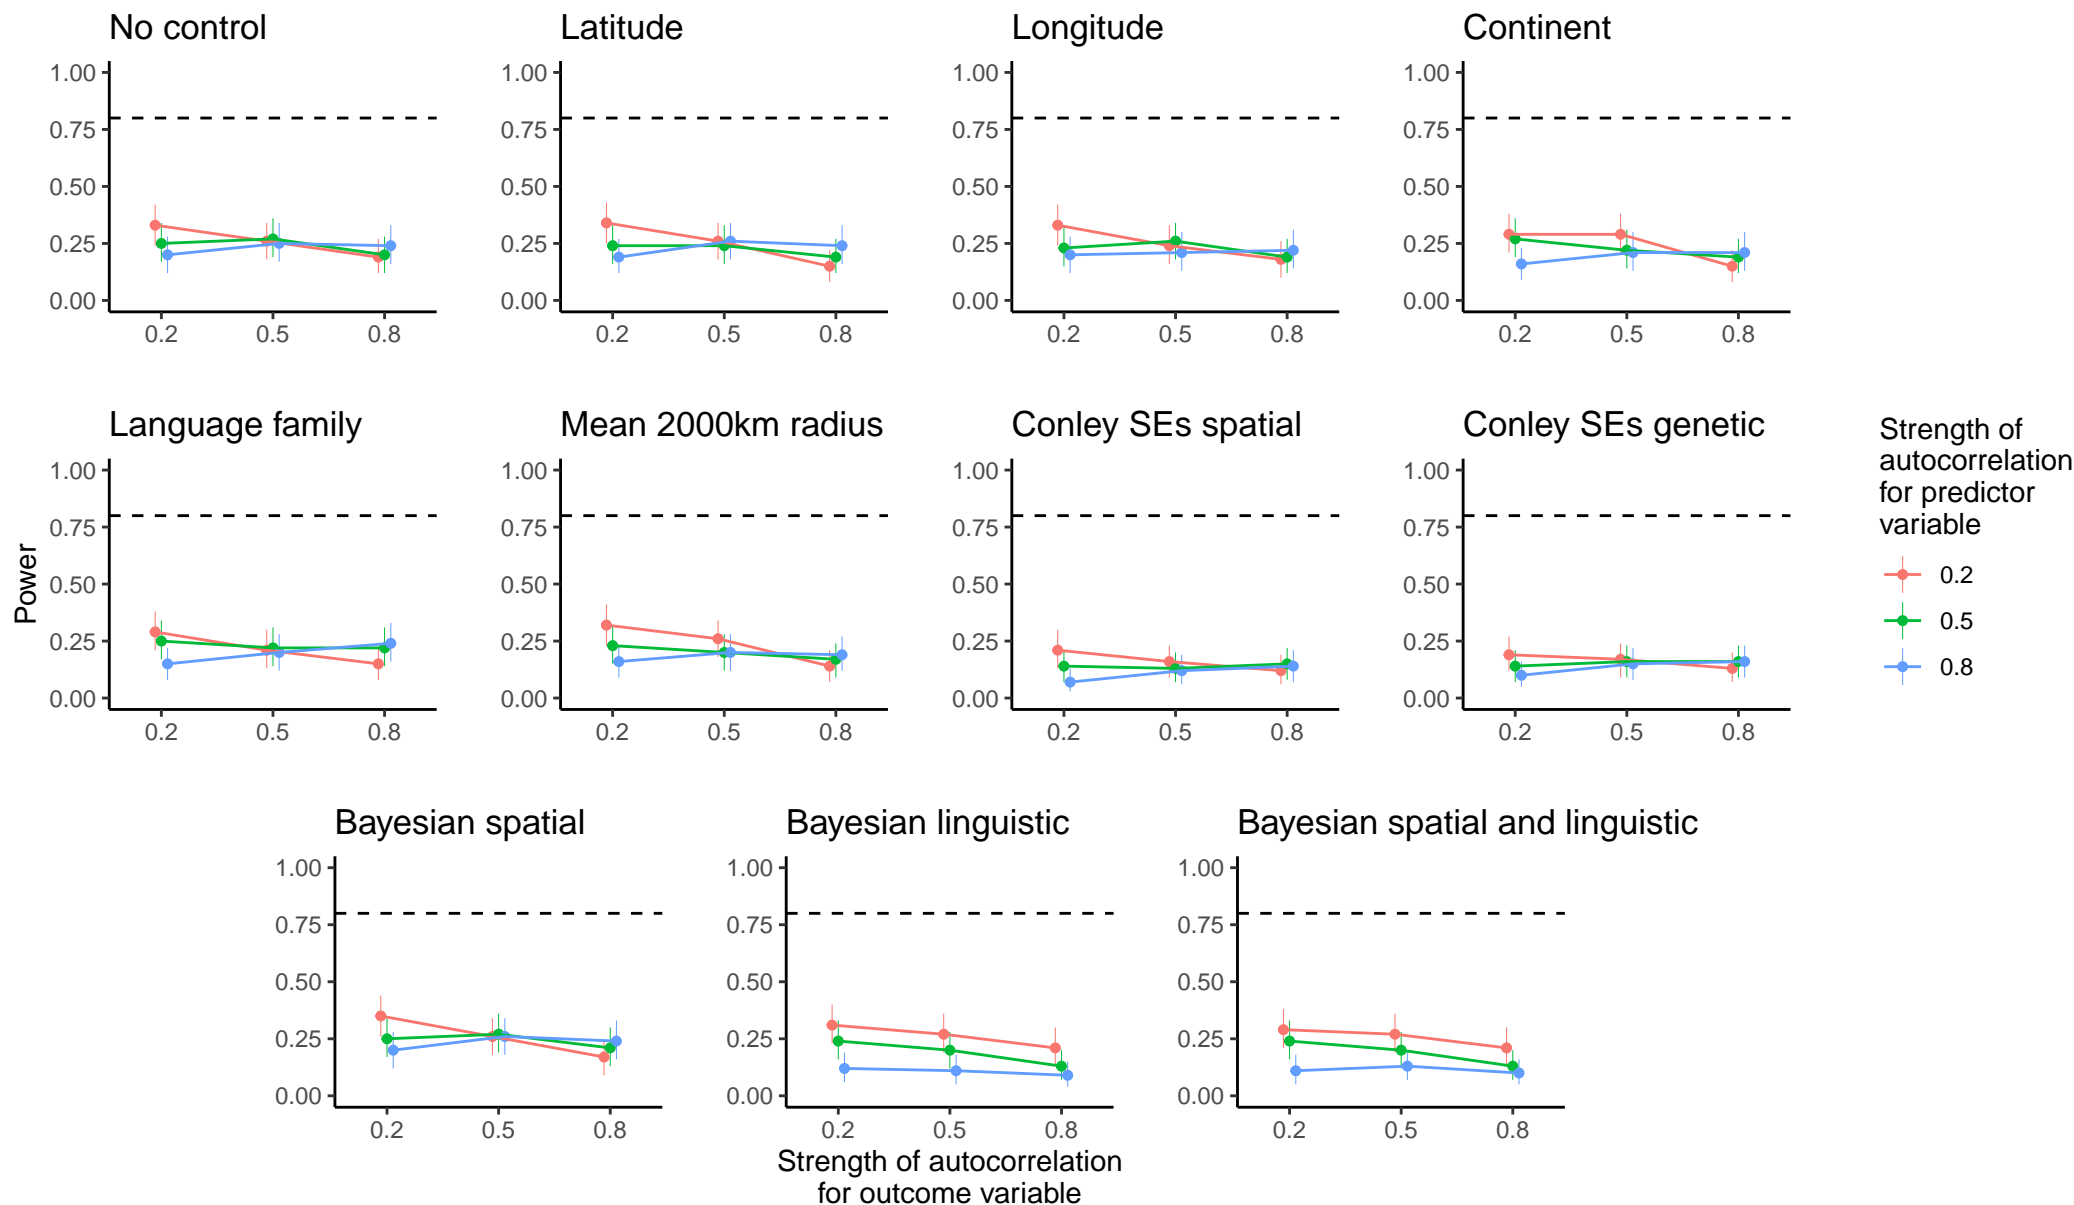 No control
Latitude
Longitude
Continent
1.00
0.75
0.50
0.25
0.00
0.2 0.5 0.8
1.00
0.75
0.50
0.25
0.00
0.2 0.5 0.8
1.00
0.75
0.50
0.25
0.00
0.2 0.5 0.8
1.00
0.75
0.50
0.25
0.00
0.2 0.5 0.8
Power
Language family
Mean 2000km radius
Conley SEs spatial
Conley SEs genetic
1.00
0.75
0.50
0.25
0.00
0.2 0.5 0.8
1.00
0.75
0.50
0.25
0.00
0.2 0.5 0.8
1.00
0.75
0.50
0.25
0.00
0.2 0.5 0.8
1.00
0.75
0.50
0.25
0.00
0.2 0.5 0.8
Strength of
autocorrelation
for predictor
variable
0.2
0.5
0.8
Bayesian spatial
Bayesian linguistic
Bayesian spatial and linguistic
1.00
0.75
0.50
0.25
0.00
0.2 0.5 0.8
1.00
0.75
0.50
0.25
0.00
0.2 0.5 0.8
1.00
0.75
0.50
0.25
0.00
0.2 0.5 0.8
Strength of autocorrelation
for outcome variable